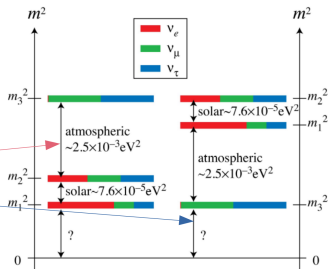 m²
m²
νe
νμ
ντ
m₃²
m₂²
solar~7.6×10⁻⁵eV²
m₁²
atmospheric
~2.5×10⁻³eV²
atmospheric
~2.5×10⁻³eV²
m₂²
solar~7.6×10⁻⁵eV²
m₁²
m₃²
?
?
0
0